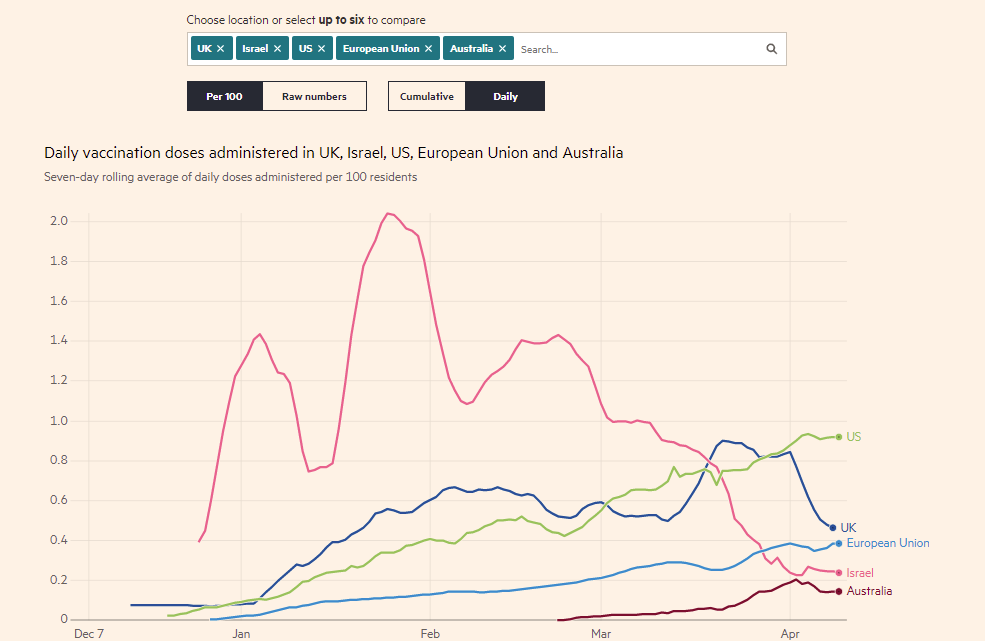 Choose location or select up to six to compare
UK × Israel × US × European Union × Australia × Search...
Per 100 Raw numbers Cumulative Daily
Daily vaccination doses administered in UK, Israel, US, European Union and Australia
Seven-day rolling average of daily doses administered per 100 residents
2.0
1.8
1.6
1.4
1.2
1.0
0.8
0.6
0.4
0.2
0
US
UK
European Union
Israel
Australia
Dec 7 Jan Feb Mar Apr